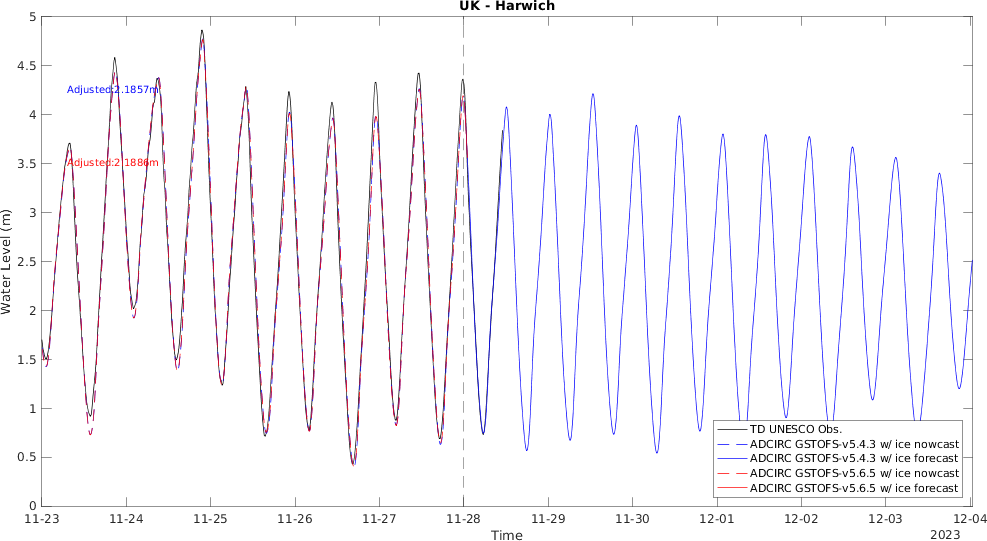 UK - Harwich
5
4.5
4
3.5
3
2.5
2
1.5
1
0.5
0
Water Level (m)
Adjusted:2.1857m
Adjusted:2.1886m
TD UNESCO Obs.
ADCIRC GSTOFS-v5.4.3 w/ ice nowcast
ADCIRC GSTOFS-v5.4.3 w/ ice forecast
ADCIRC GSTOFS-v5.6.5 w/ ice nowcast
ADCIRC GSTOFS-v5.6.5 w/ ice forecast
11-23 11-24 11-25 11-26 11-27 11-28 11-29 11-30 12-01 12-02 12-03 12-04
Time
2023